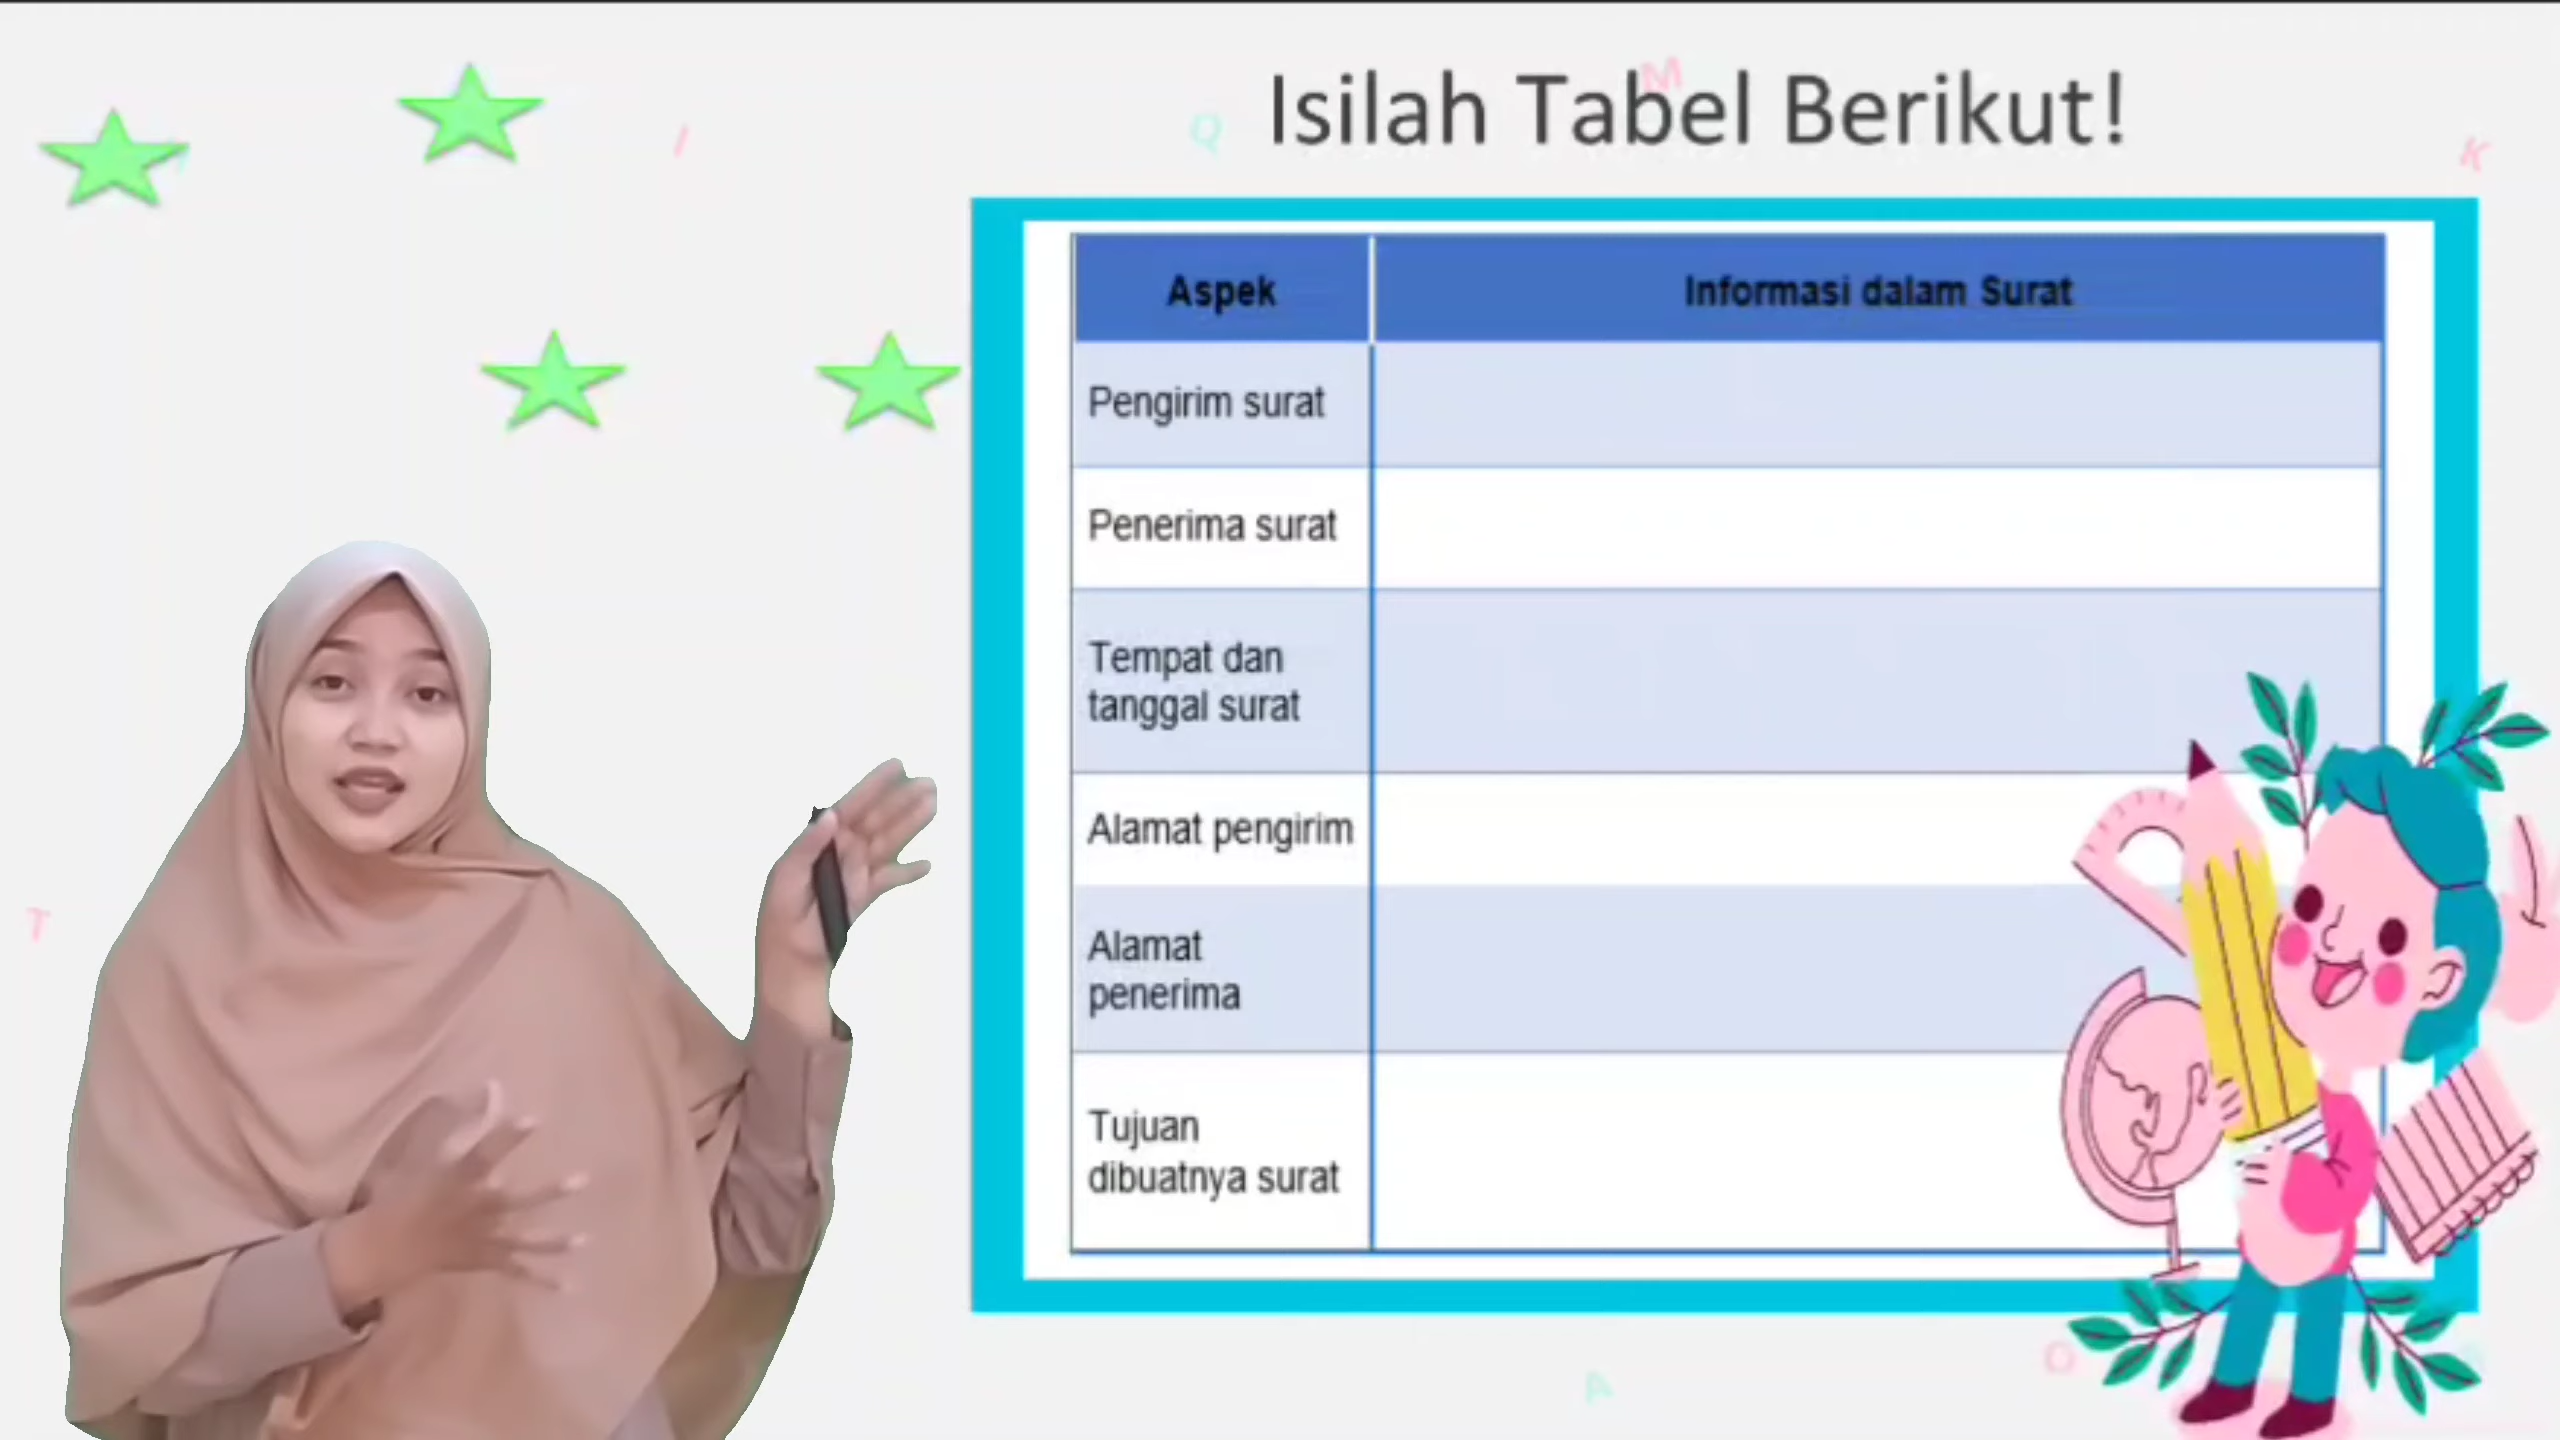 Isilah Tabel Berikut!
Aspek
Informasi dalam Surat
Pengirim surat
Penerima surat
Tempat dan
tanggal surat
Alamat pengirim
Alamat
penerima
Tujuan
dibuatnya surat
I
Q
M
K
T
A
O